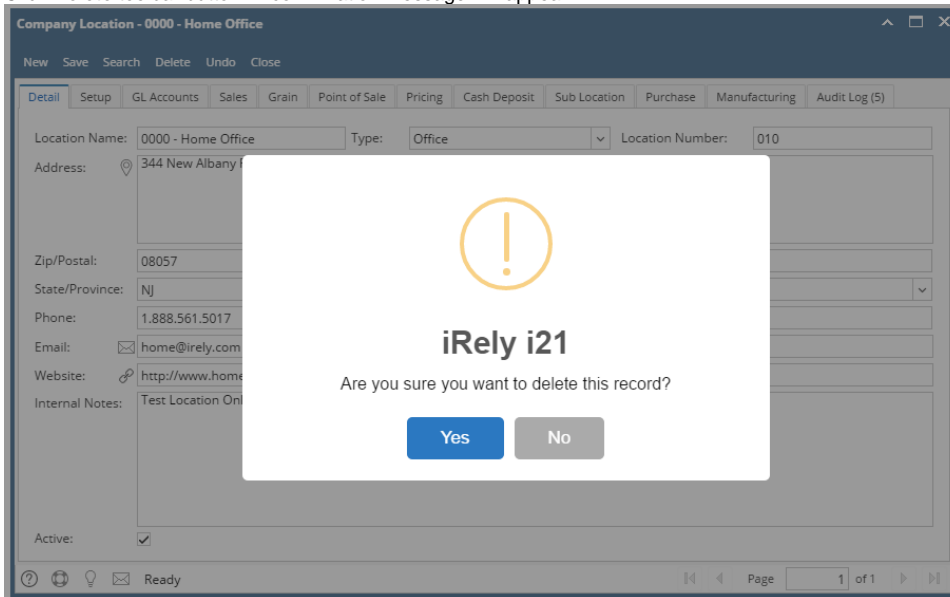 Company Location - 0000 - Home Office
New Save Search Delete Undo Close
Detail Setup GL Accounts Sales Grain Point of Sale Pricing Cash Deposit Sub Location Purchase Manufacturing Audit Log (5)
Location Name: 0000 - Home Office Type: Office Location Number: 010
Address: 344 New Albany
Zip/Postal: 08057
State/Province: NJ
Phone: 1.888.561.5017
Email: home@irely.com
Website: http://www.home
Internal Notes: Test Location Onl
iRely i21
Are you sure you want to delete this record?
Yes No
Active:
Ready Page 1 of 1